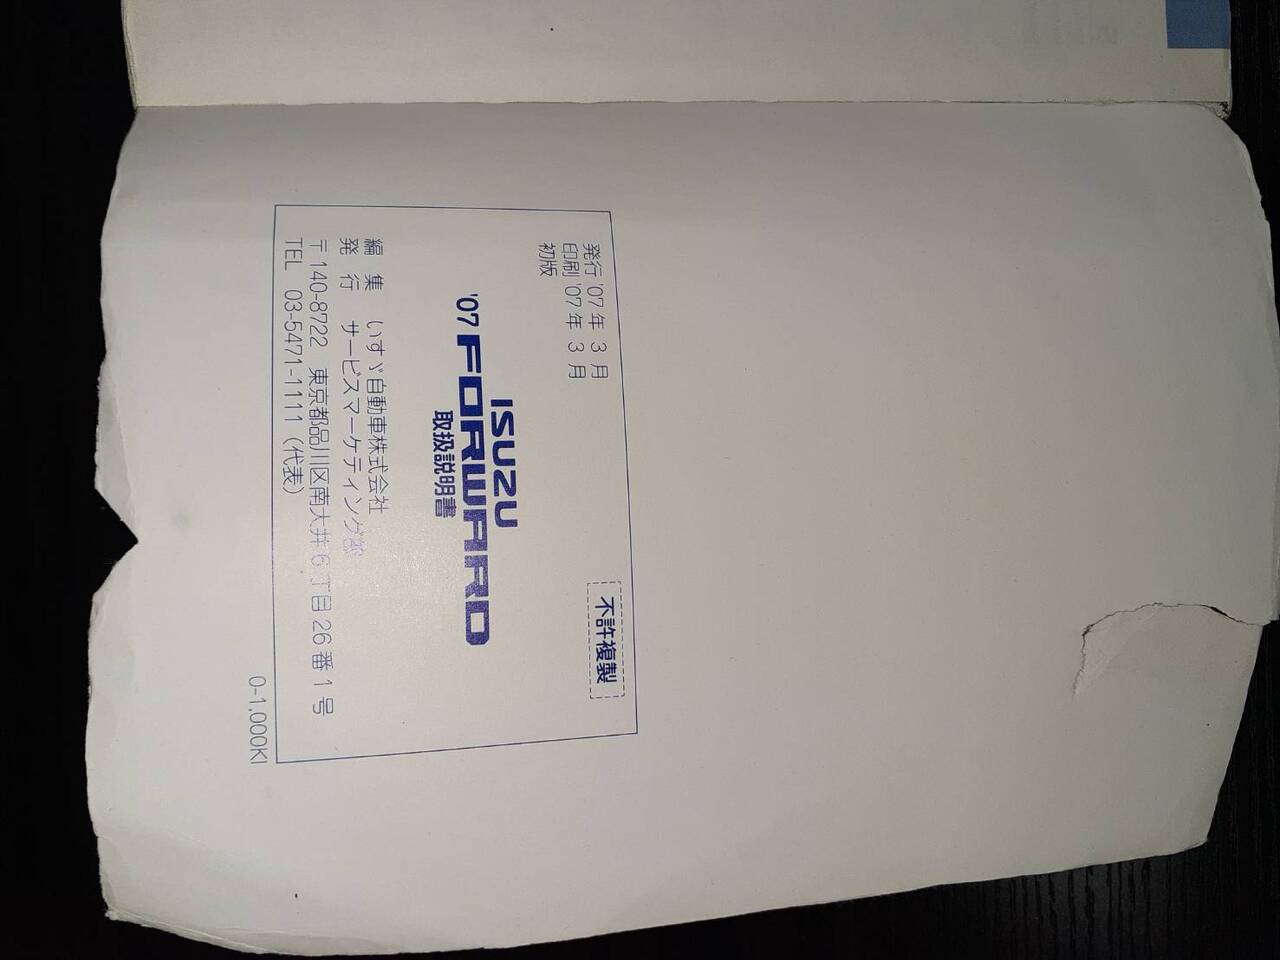 発行 '07年 3 月
印刷 '07年 3 月
初版
不許複製
ISUZU
'07 FORWARD
取扱説明書
編 集 いすゞ自動車株式会社
発 行 サービスマーケティング部
〒140-8722 東京都品川区南大井6丁目26番1号
TEL 03-5471-1111（代表）
0-1,000KI